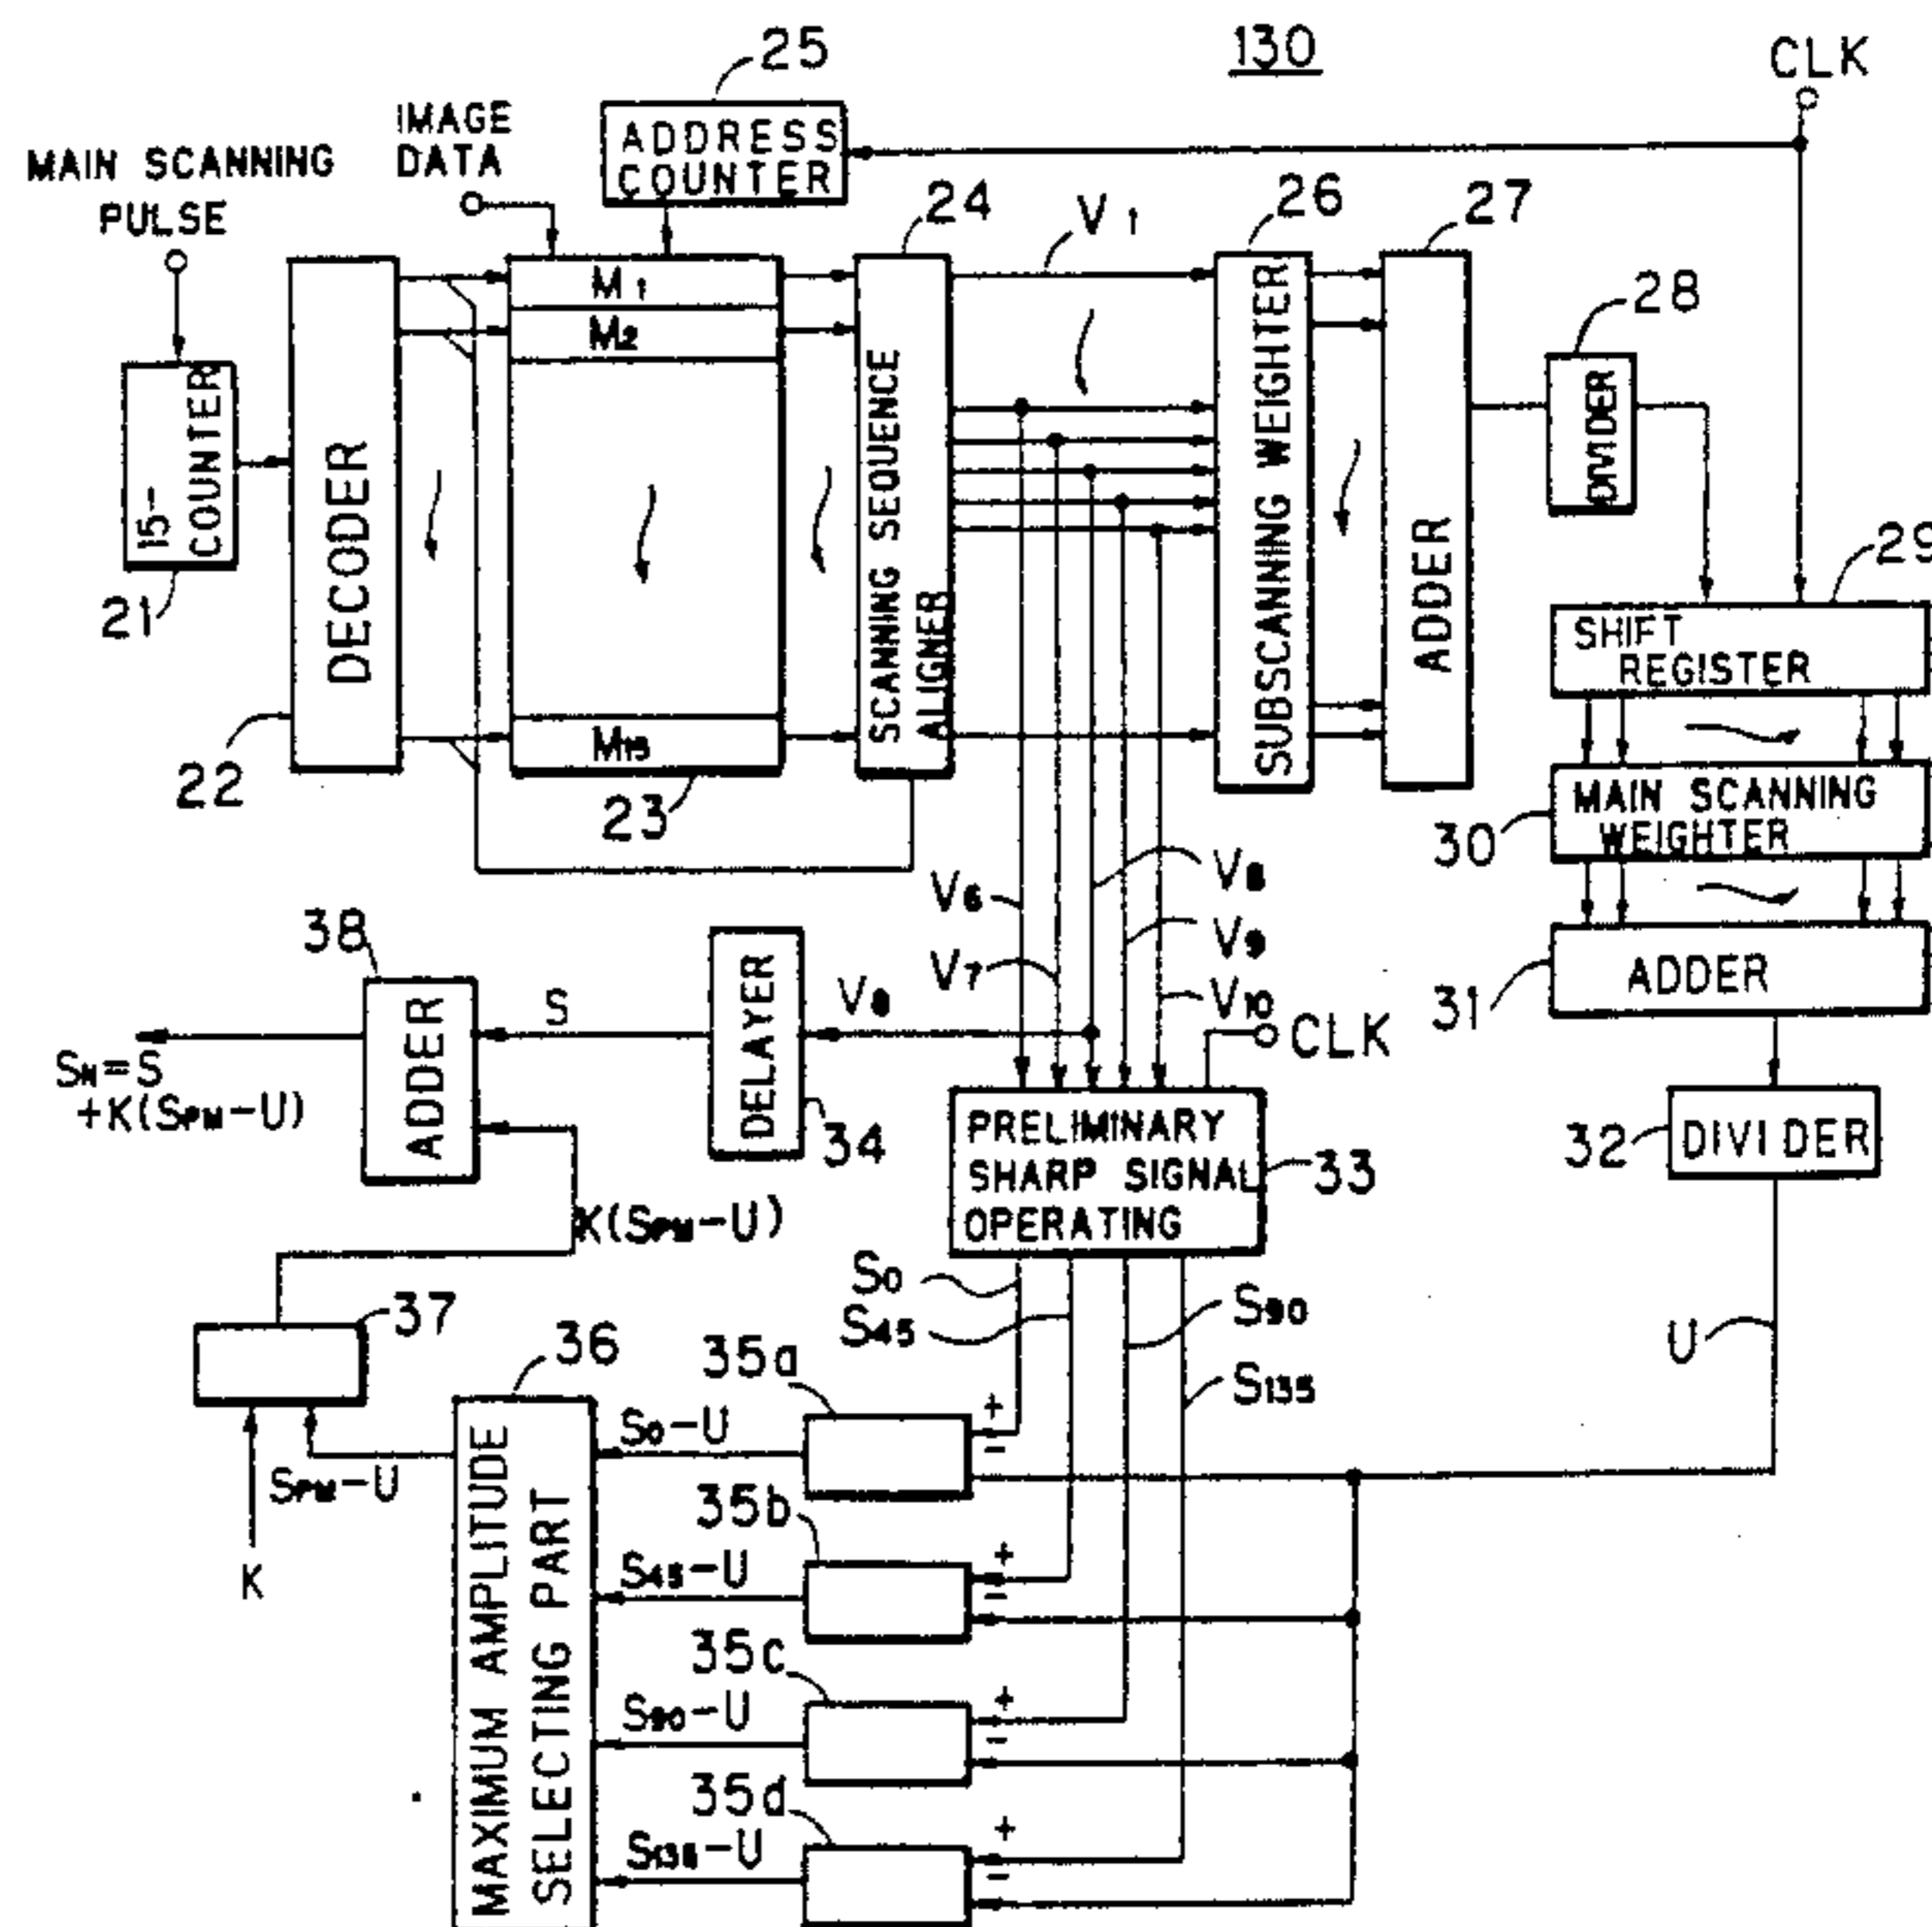 130
CLK
25
ADDRESS
COUNTER
IMAGE
DATA
MAIN SCANNING
PULSE
24
V1
26
27
28
M1
M2
M15
15-
COUNTER
21
DECODER
22
23
SCANNING SEQUENCE
ALIGNER
SUBSCANNING WEIGHTER
ADDER
DIVIDER
29
SHIFT
REGISTER
MAIN SCANNING
WEIGHTER
30
ADDER
31
DIVIDER
32
V6
V7
V8
V9
V10
38
ADDER
S
DELAYER
34
V8
CLK
SN=S
+K(SPM-U)
PRELIMINARY
SHARP SIGNAL
OPERATING
33
K(SPM-U)
S0
S45
S90
S135
U
37
36
35a
S0-U
+
-
SPM-U
K
MAXIMUM AMPLITUDE
SELECTING PART
35b
S45-U
+
-
35c
S90-U
+
-
35d
S135-U
+
-